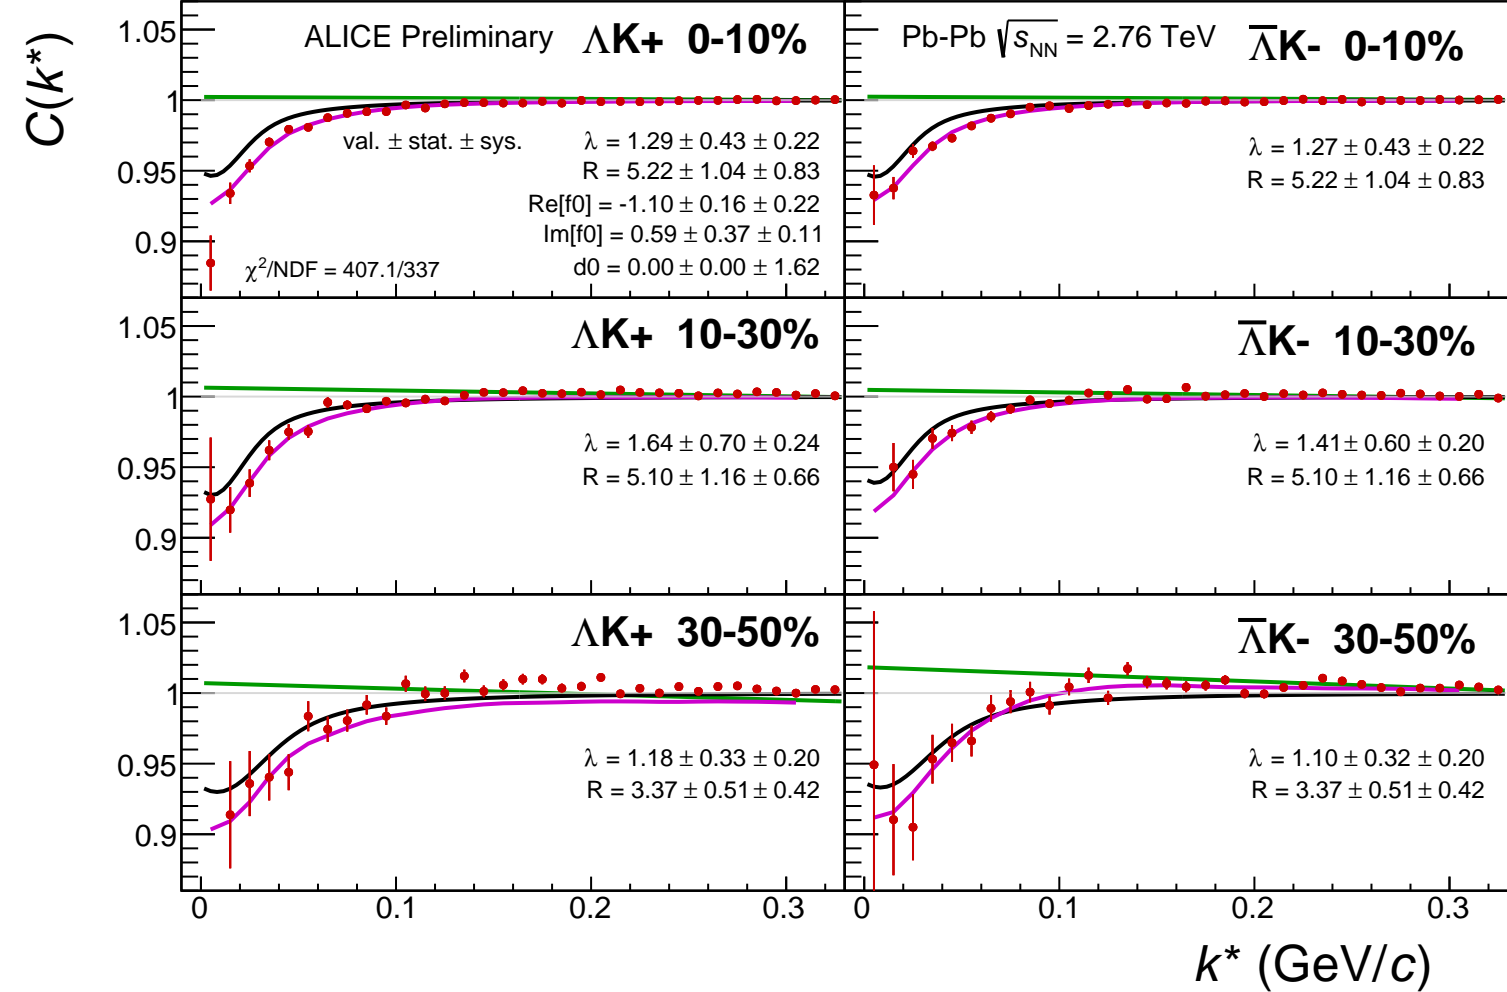 C(k*)
ALICE Preliminary ΛK+ 0-10%
val. ± stat. ± sys.
λ = 1.29 ± 0.43 ± 0.22
R = 5.22 ± 1.04 ± 0.83
Re[f0] = -1.10 ± 0.16 ± 0.22
Im[f0] = 0.59 ± 0.37 ± 0.11
d0 = 0.00 ± 0.00 ± 1.62
χ²/NDF = 407.1/337
1.05
1
0.95
0.9
Pb-Pb √sNN = 2.76 TeV Λ̅K- 0-10%
λ = 1.27 ± 0.43 ± 0.22
R = 5.22 ± 1.04 ± 0.83
ΛK+ 10-30%
λ = 1.64 ± 0.70 ± 0.24
R = 5.10 ± 1.16 ± 0.66
1.05
1
0.95
0.9
Λ̅K- 10-30%
λ = 1.41± 0.60 ± 0.20
R = 5.10 ± 1.16 ± 0.66
ΛK+ 30-50%
λ = 1.18 ± 0.33 ± 0.20
R = 3.37 ± 0.51 ± 0.42
1.05
1
0.95
0.9
Λ̅K- 30-50%
λ = 1.10 ± 0.32 ± 0.20
R = 3.37 ± 0.51 ± 0.42
0 0.1 0.2 0.3 0 0.1 0.2 0.3
k* (GeV/c)